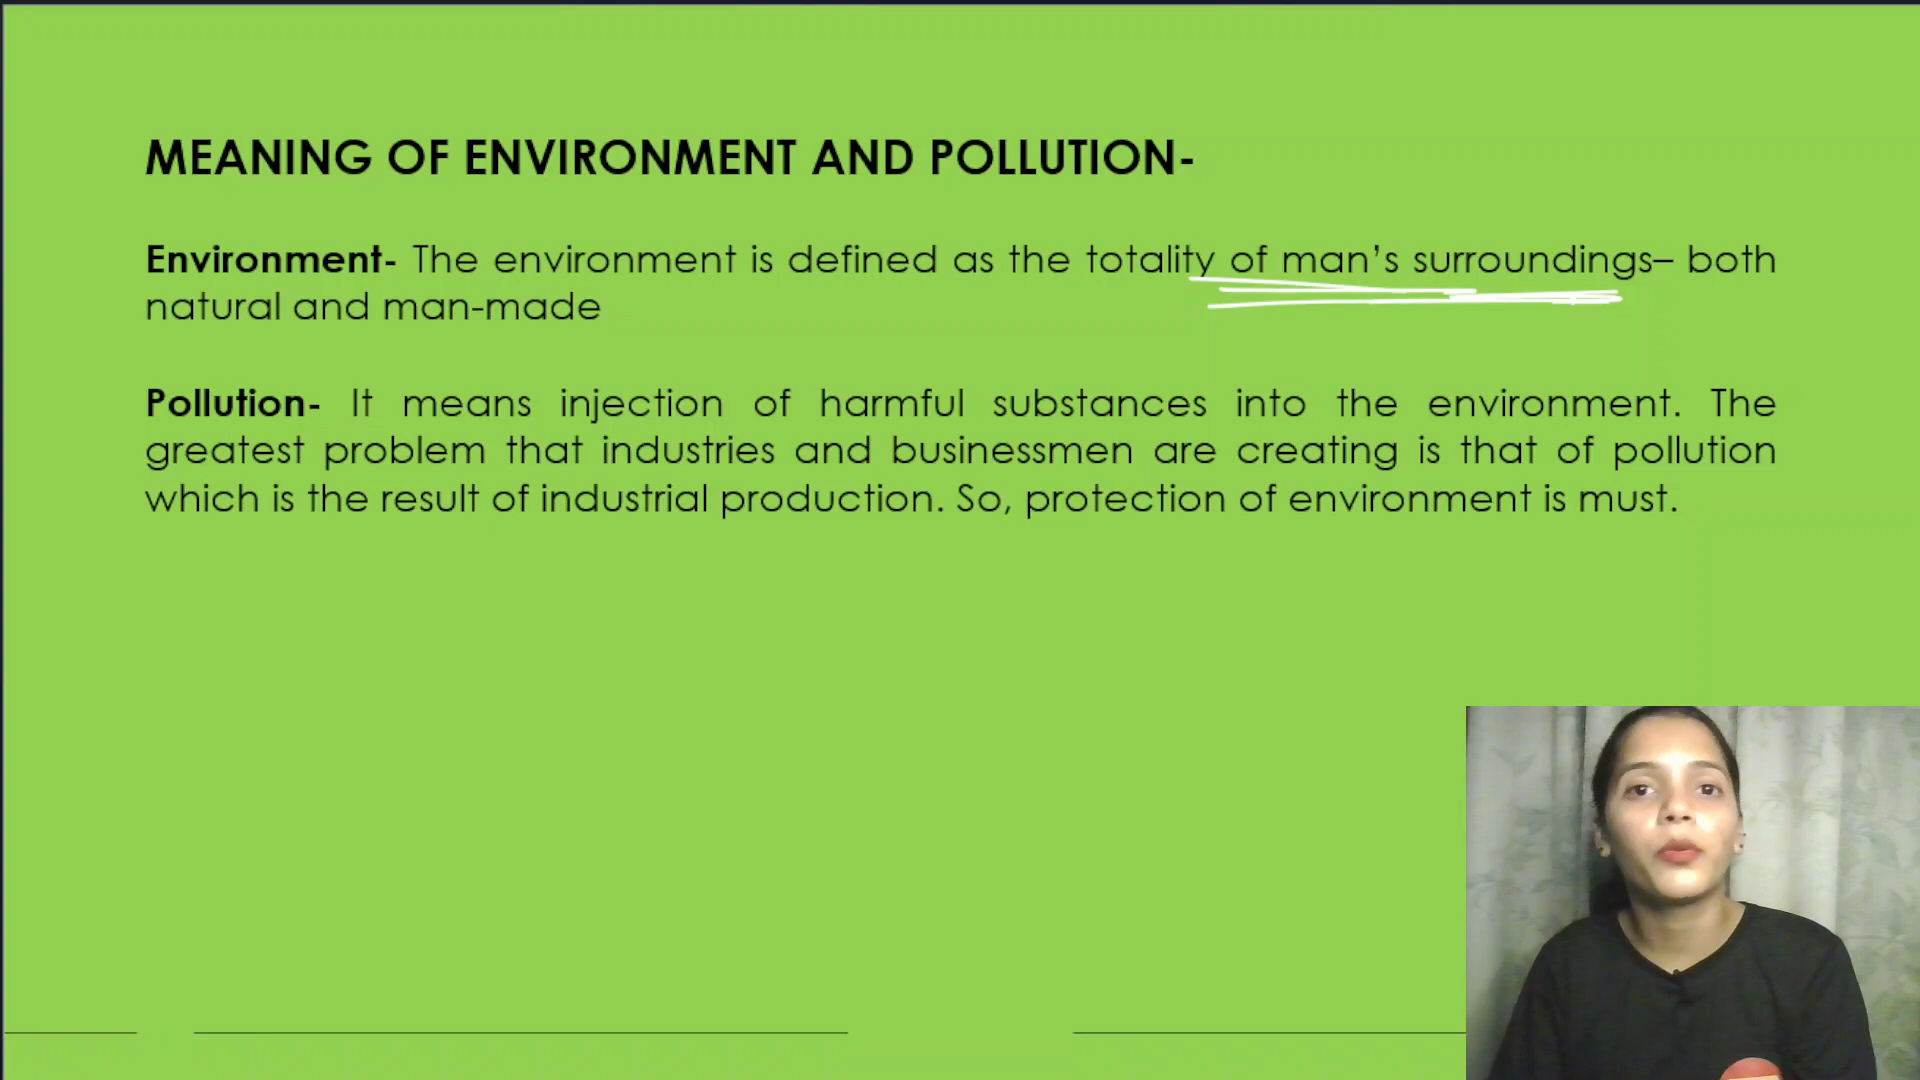 MEANING OF ENVIRONMENT AND POLLUTION-
Environment- The environment is defined as the totality of man’s surroundings– both
natural and man-made
Pollution- It means injection of harmful substances into the environment. The
greatest problem that industries and businessmen are creating is that of pollution
which is the result of industrial production. So, protection of environment is must.